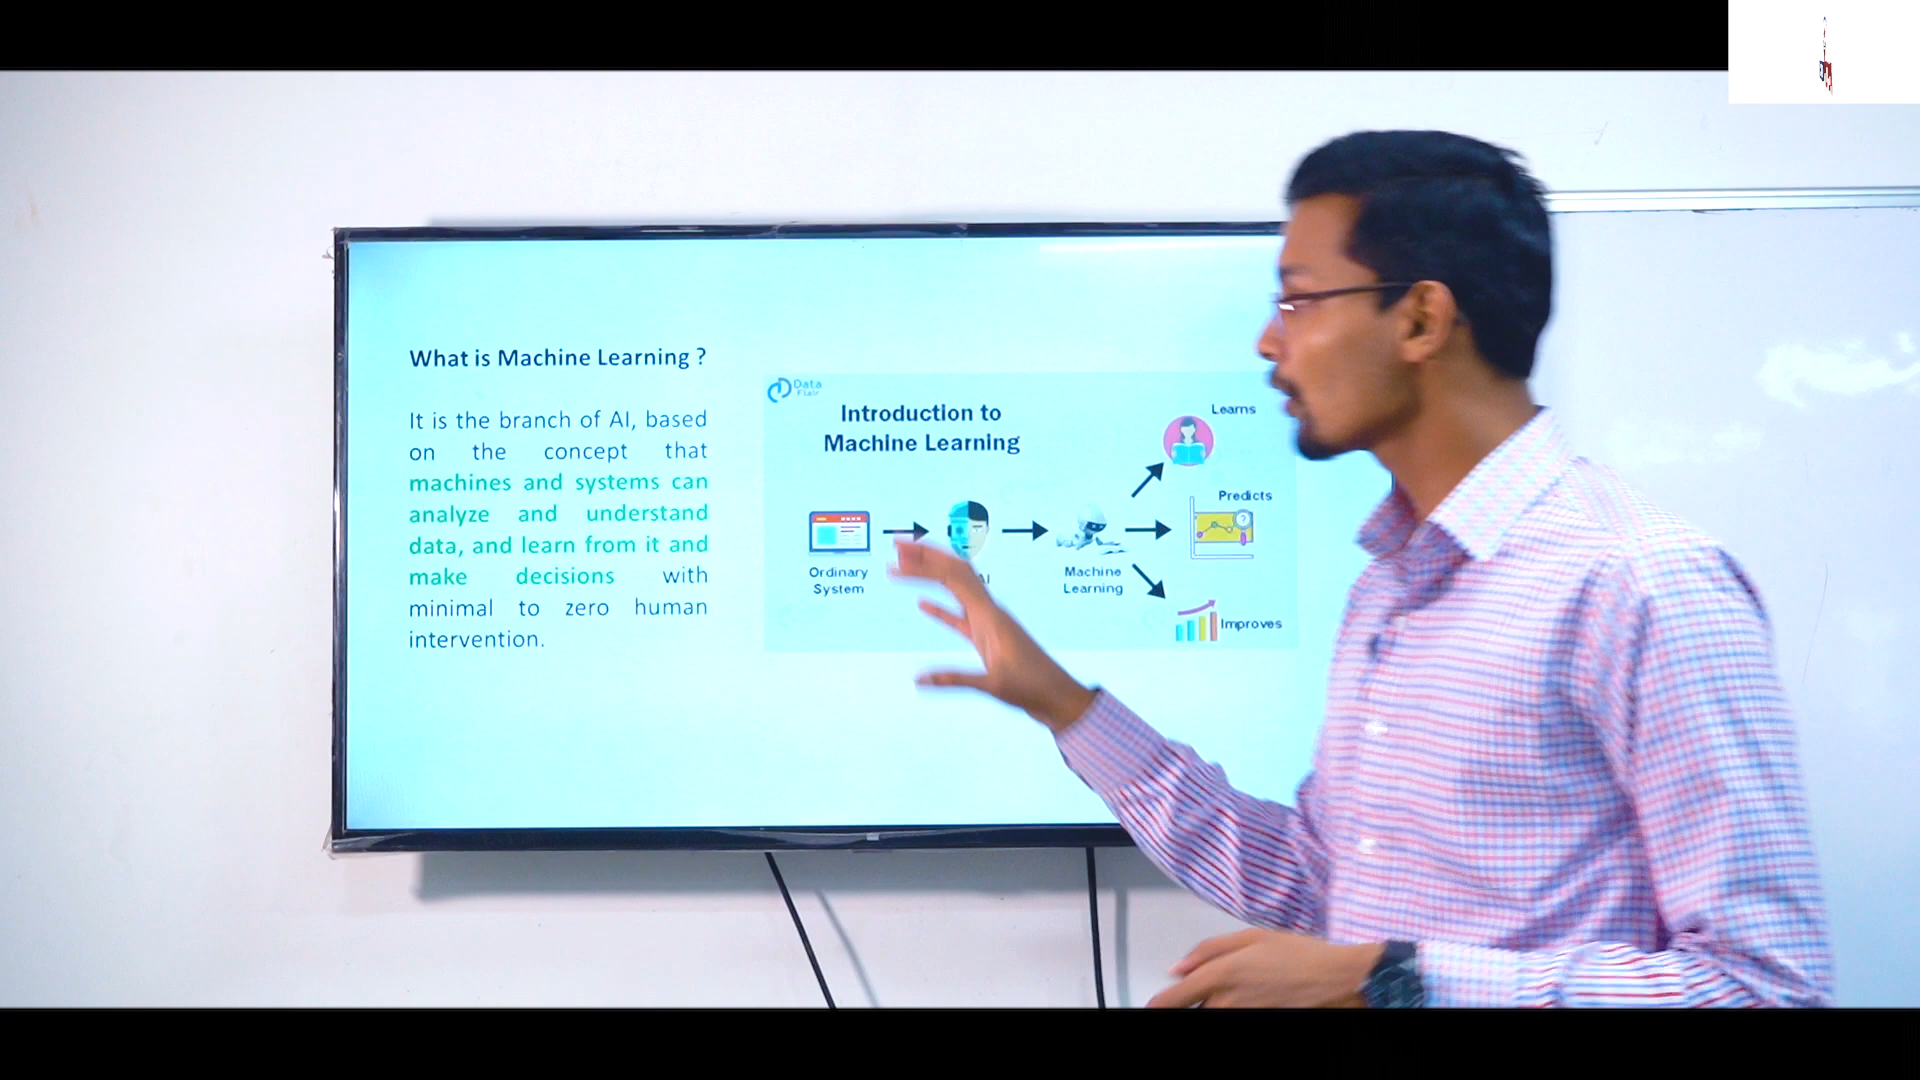 What is Machine Learning ?
It is the branch of AI, based
on the concept that
machines and systems can
analyze and understand
data, and learn from it and
make decisions with
minimal to zero human
intervention.
Data
Flair
Introduction to
Machine Learning
Learns
Predicts
Ordinary
System
AI
Machine
Learning
Improves